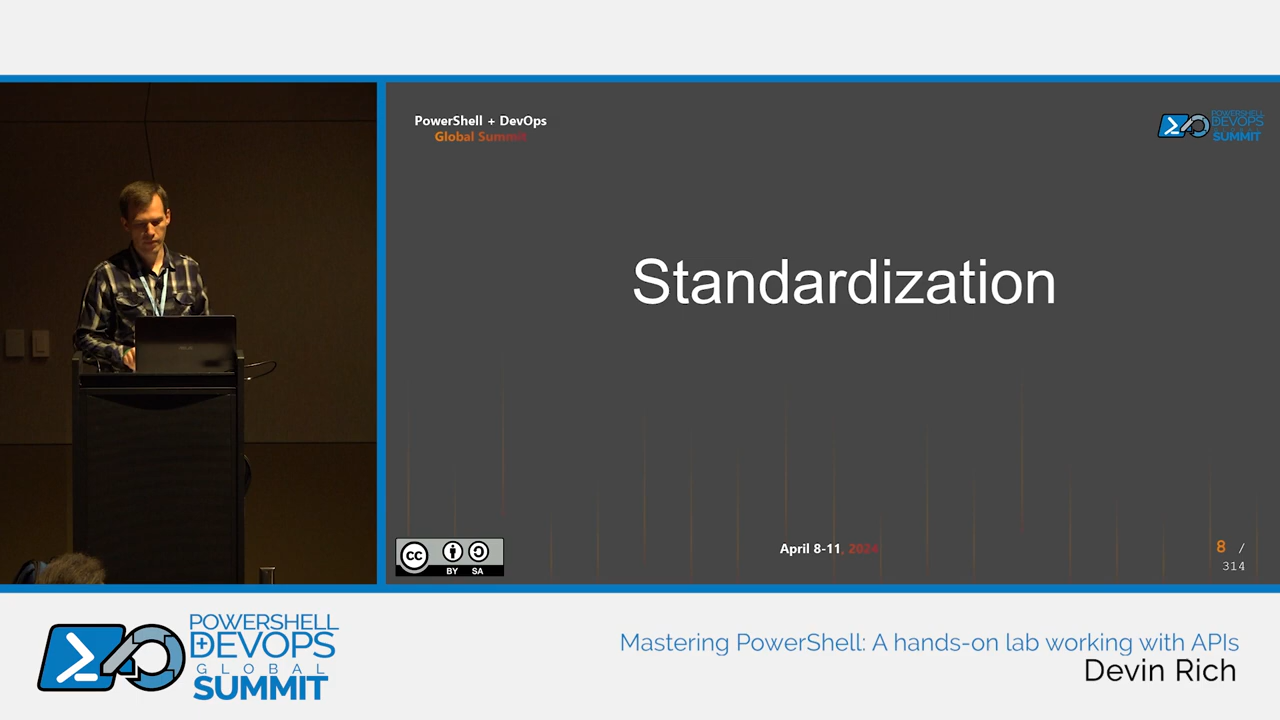 PowerShell + DevOps
Global Summit
POWERSHELL
DEVOPS
SUMMIT
Standardization
CC
BY SA
April 8-11, 2024
8 /
314
POWERSHELL
+DEVOPS
GLOBAL
SUMMIT
Mastering PowerShell: A hands-on lab working with APIs
Devin Rich